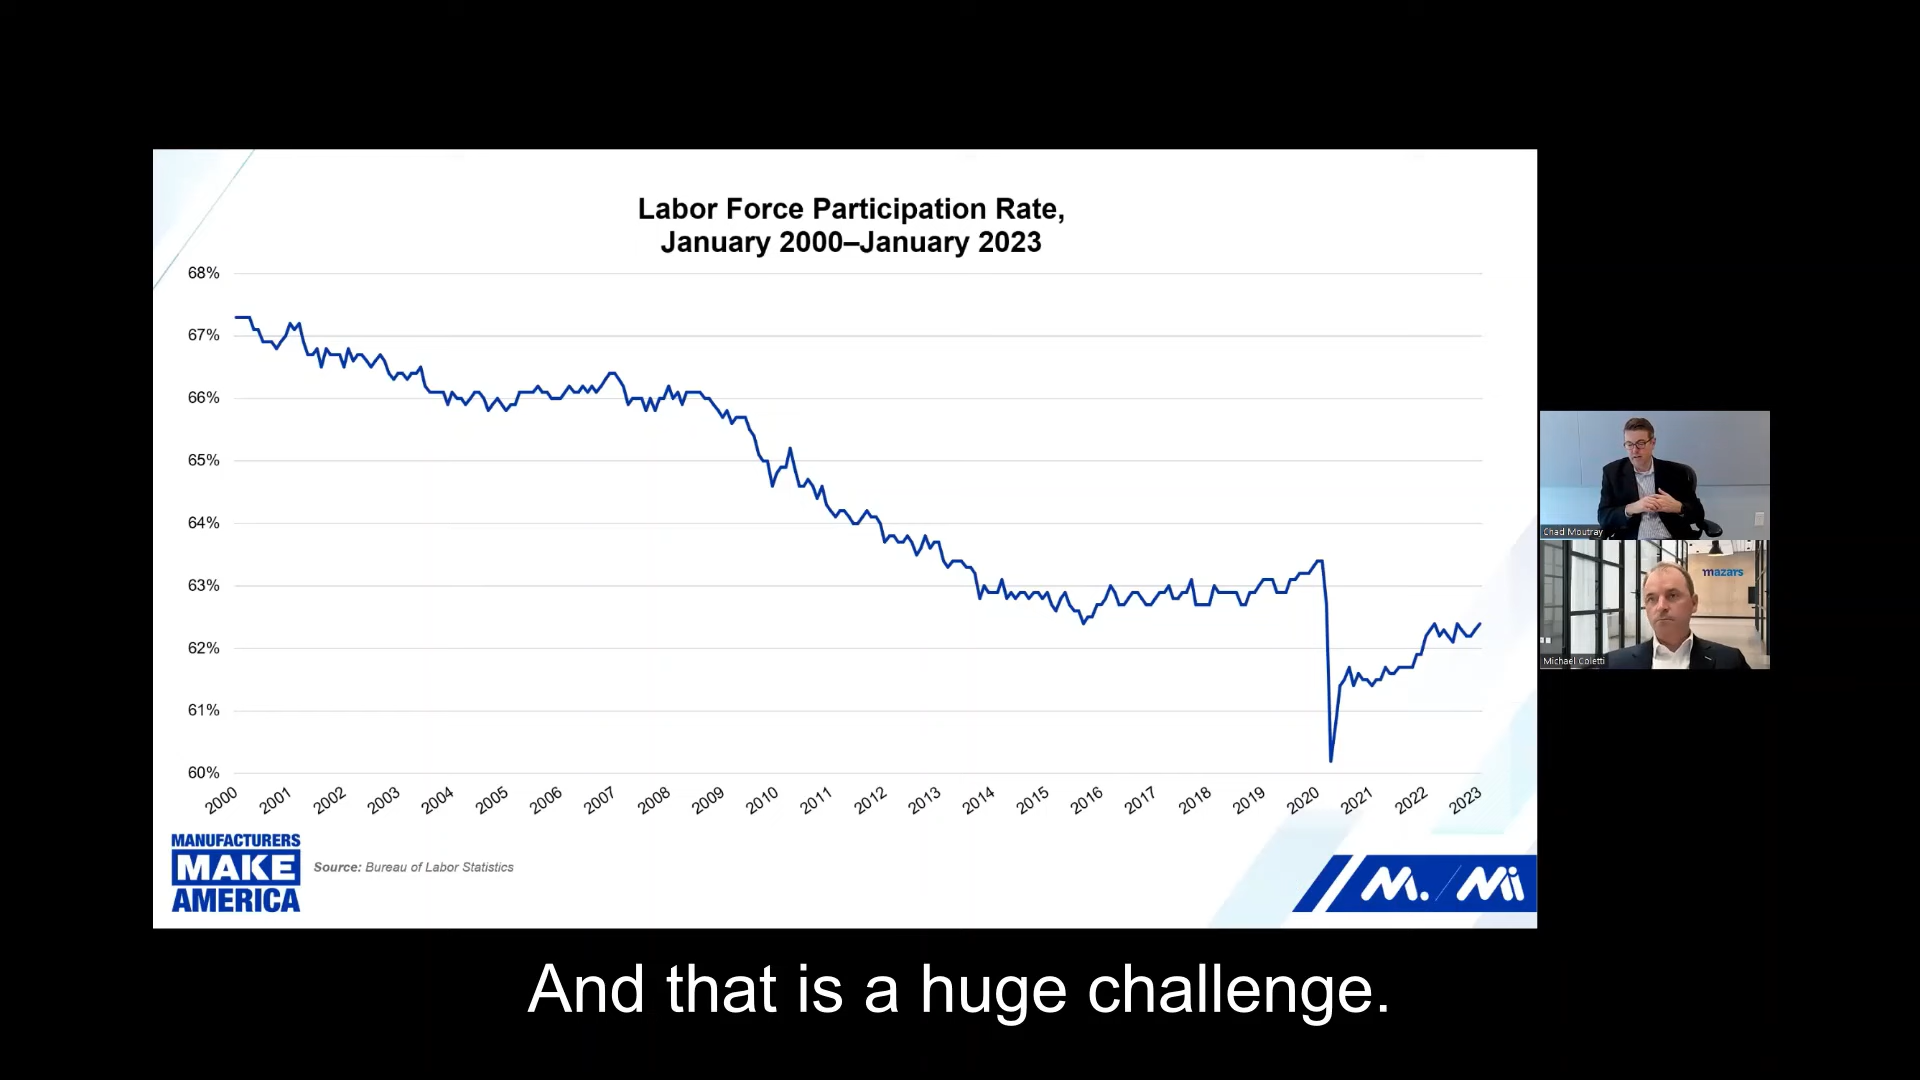 Labor Force Participation Rate,
January 2000–January 2023
68%
67%
66%
65%
64%
63%
62%
61%
60%
2000 2001 2002 2003 2004 2005 2006 2007 2008 2009 2010 2011 2012 2013 2014 2015 2016 2017 2018 2019 2020 2021 2022 2023
MANUFACTURERS
MAKE
AMERICA
Source: Bureau of Labor Statistics
M. / Mi
Chad Moutray
mazars
Michael Coletti
And that is a huge challenge.